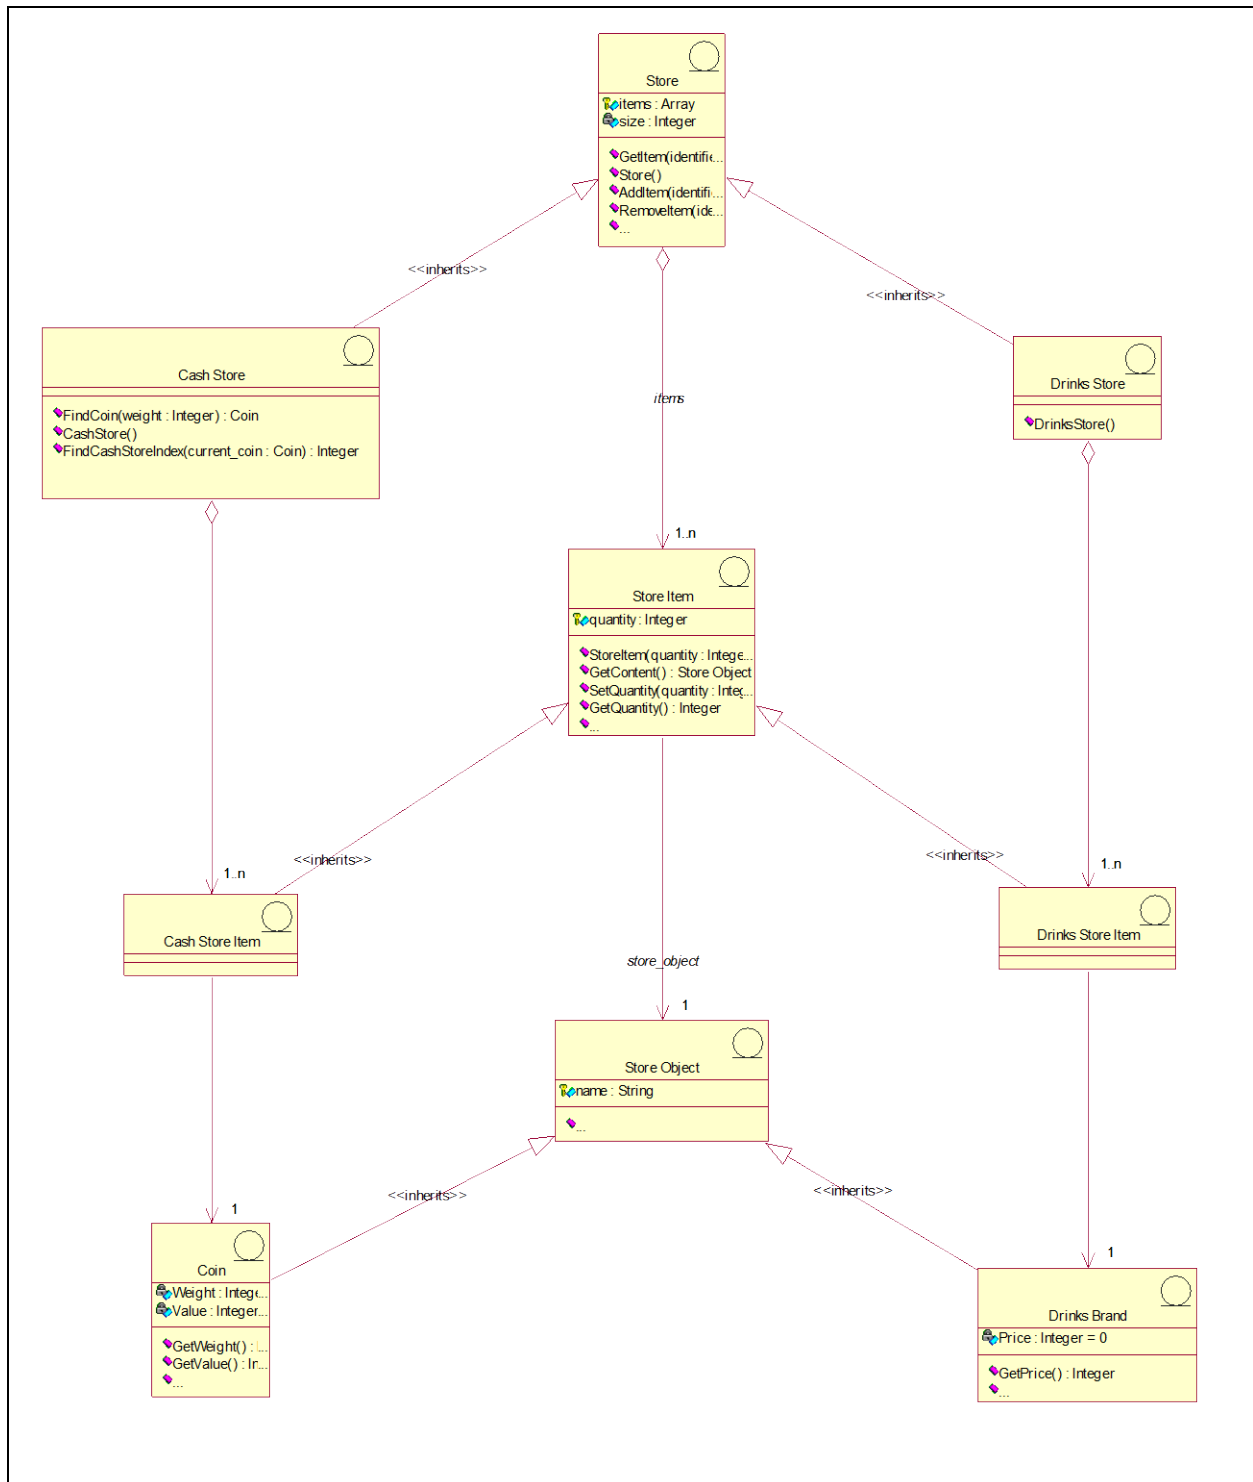 Store
items : Array
size : Integer
GetItem(identifie...
Store()
AddItem(identifi...
RemoveItem(ide...
...
<<inherits>>
<<inherits>>
Cash Store
FindCoin(weight : Integer) : Coin
CashStore()
FindCashStoreIndex(current_coin : Coin) : Integer
Drinks Store
DrinksStore()
items
1..n
Store Item
quantity : Integer
StoreItem(quantity : Intege...
GetContent() : Store Object
SetQuantity(quantity : Integ...
GetQuantity() : Integer
...
<<inherits>>
<<inherits>>
1..n
1..n
Cash Store Item
Drinks Store Item
store_object
1
Store Object
name : String
...
<<inherits>>
<<inherits>>
1
1
Coin
Weight : Intege...
Value : Integer...
GetWeight() : I...
GetValue() : In...
...
Drinks Brand
Price : Integer = 0
GetPrice() : Integer
...